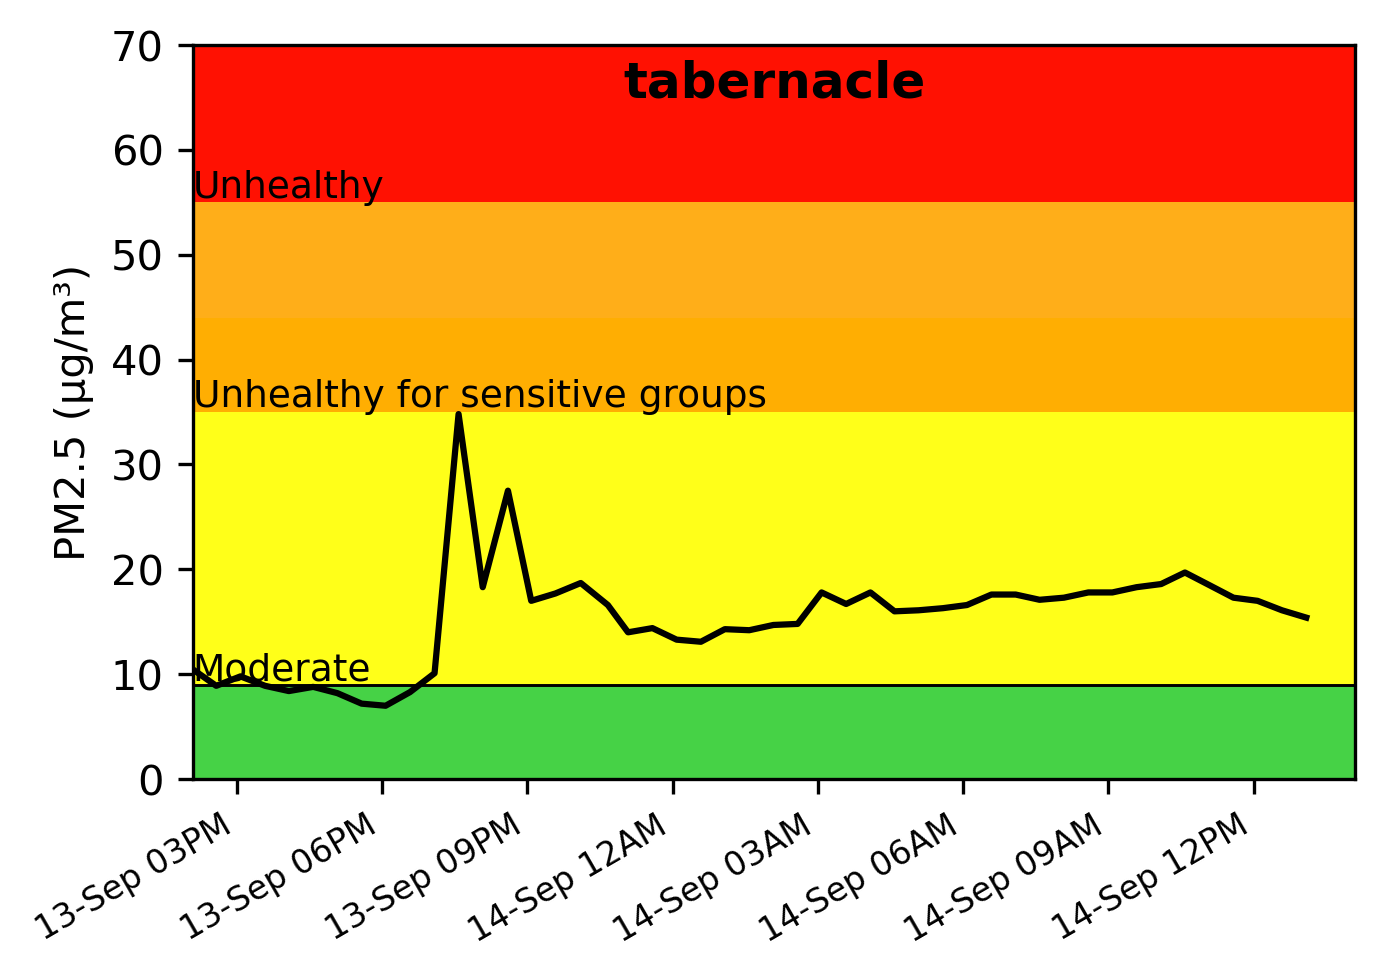 tabernacle
70
60
Unhealthy
50
40
Unhealthy for sensitive groups
30
20
Moderate
10
0
PM2.5 (µg/m³)
13-Sep 03PM
13-Sep 06PM
13-Sep 09PM
14-Sep 12AM
14-Sep 03AM
14-Sep 06AM
14-Sep 09AM
14-Sep 12PM